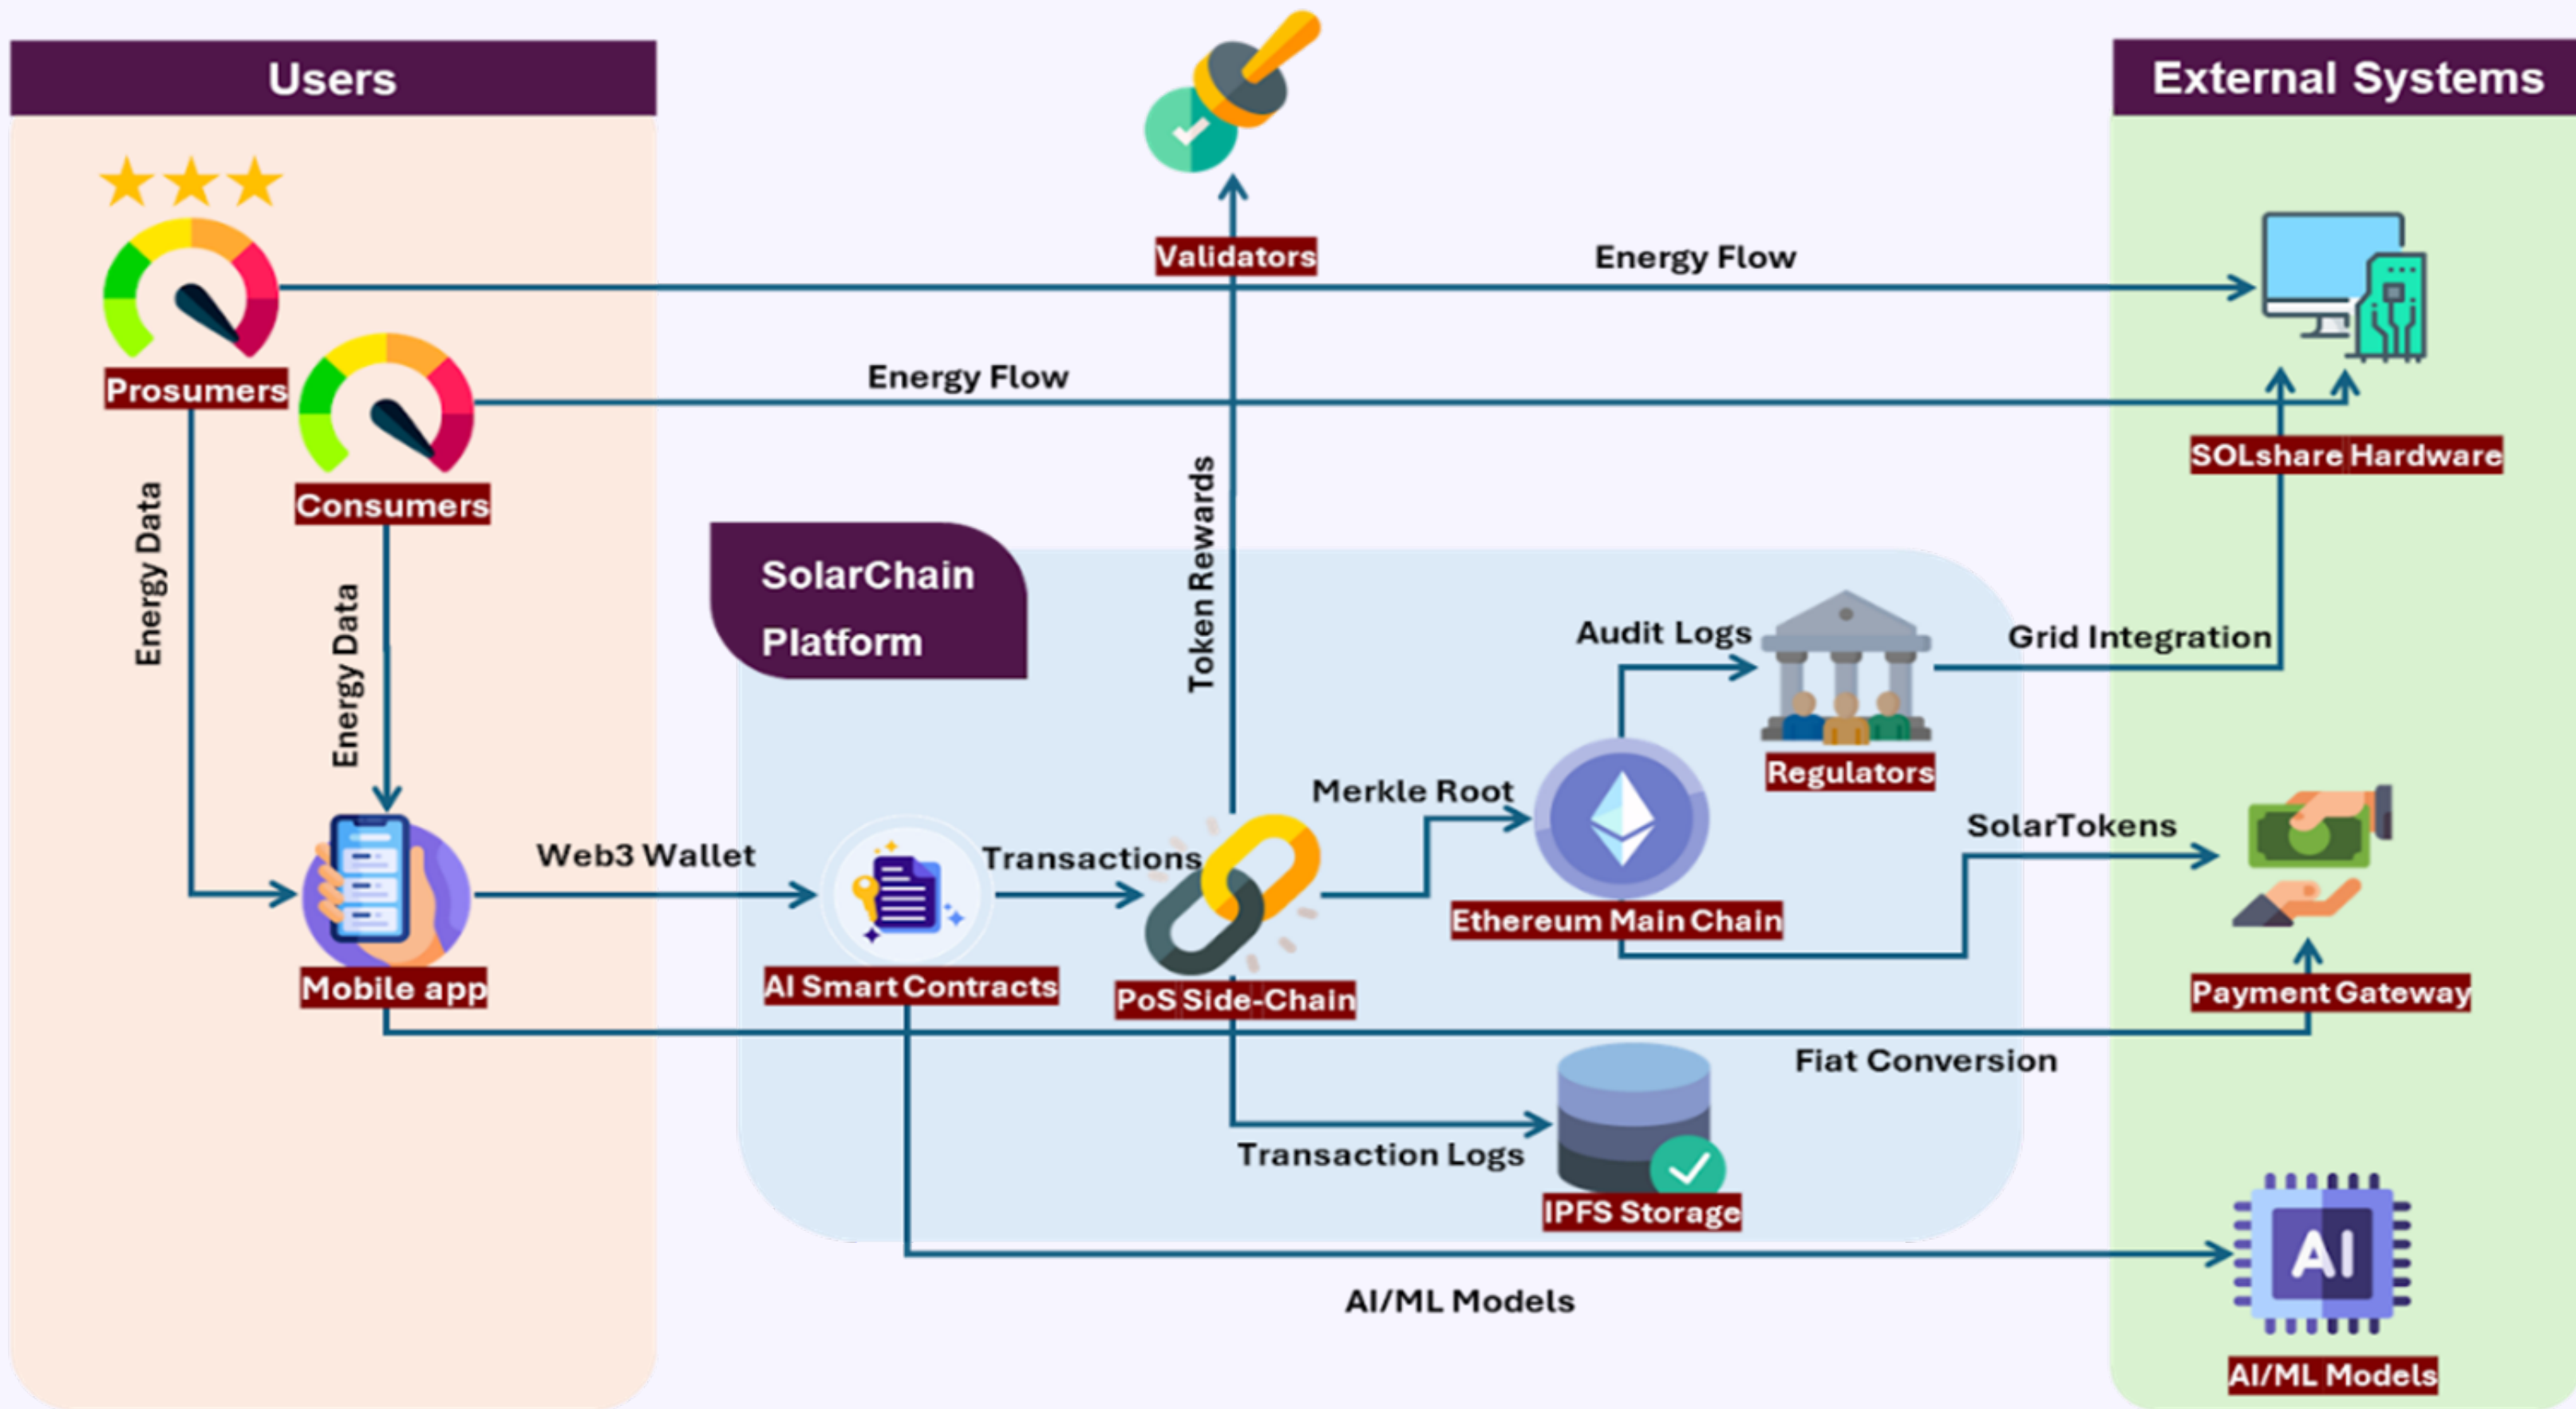 Users
External Systems
Validators
Energy Flow
Prosumers
Energy Flow
Consumers
SOLshare Hardware
Energy Data
Energy Data
Token Rewards
SolarChain
Platform
Audit Logs
Grid Integration
Regulators
Merkle Root
SolarTokens
Web3 Wallet
Transactions
Ethereum Main Chain
Mobile app
AI Smart Contracts
PoS Side-Chain
Payment Gateway
Fiat Conversion
Transaction Logs
IPFS Storage
AI
AI/ML Models
AI/ML Models